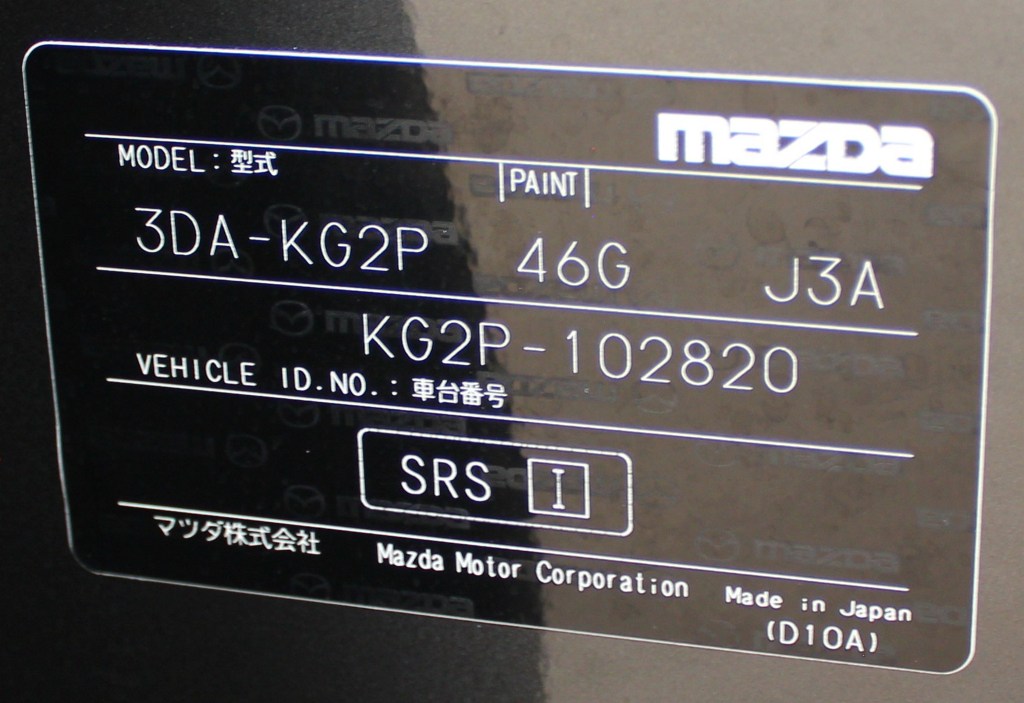 mazDa
MODEL : 型式
PAINT
3DA-KG2P 46G J3A
KG2P-102820
VEHICLE ID.NO. : 車台番号
SRS I
マツダ株式会社 Mazda Motor Corporation Made in Japan
(D10A)